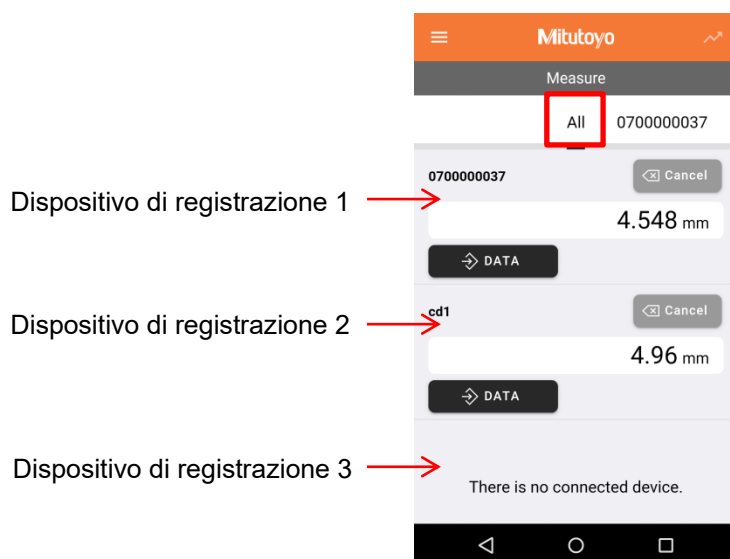 Mitutoyo
Measure
All 0700000037
Dispositivo di registrazione 1
0700000037 Cancel
4.548 mm
DATA
Dispositivo di registrazione 2
cd1 Cancel
4.96 mm
DATA
Dispositivo di registrazione 3
There is no connected device.